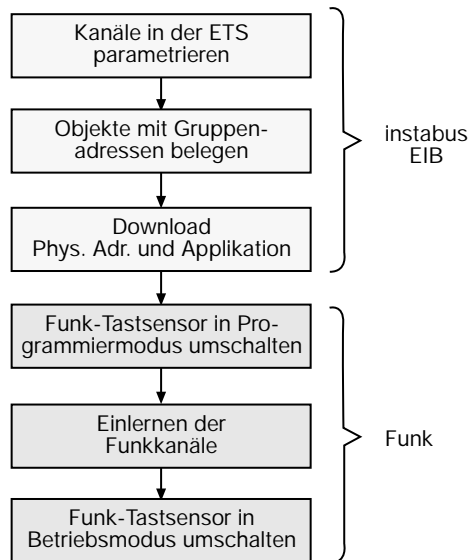 Kanäle in der ETS
parametrieren
Objekte mit Gruppen-
adressen belegen
Download
Phys. Adr. und Applikation
instabus
EIB
Funk-Tastsensor in Pro-
grammiermodus umschalten
Einlernen der
Funkkanäle
Funk-Tastsensor in
Betriebsmodus umschalten
Funk